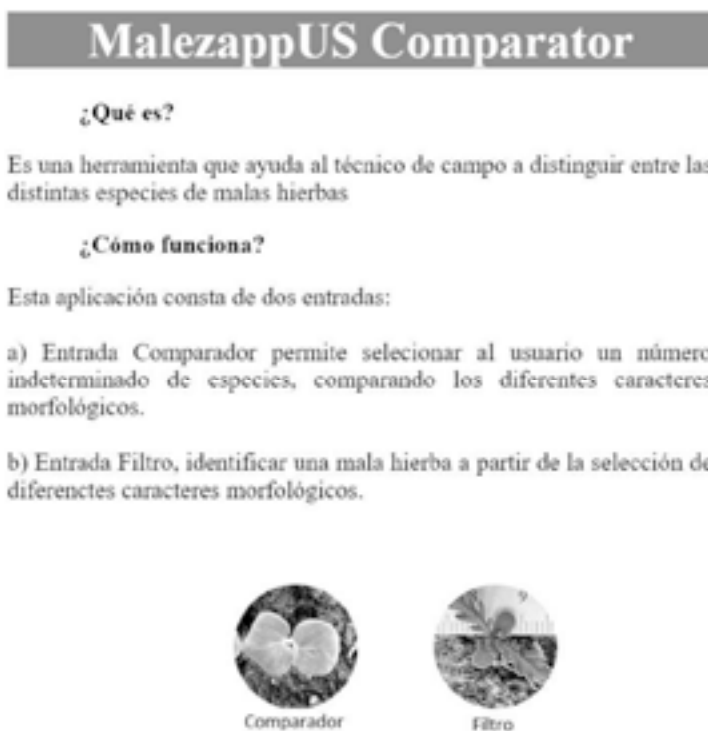 MalezappUS Comparator
¿Qué es?
Es una herramienta que ayuda al técnico de campo a distinguir entre las
distintas especies de malas hierbas
¿Cómo funciona?
Esta aplicación consta de dos entradas:
a) Entrada Comparador permite selecionar al usuario un número
indeterminado de especies, comparando los diferentes caracteres
morfológicos.
b) Entrada Filtro, identificar una mala hierba a partir de la selección de
diferenctes caracteres morfológicos.
9
Comparador
Filtro